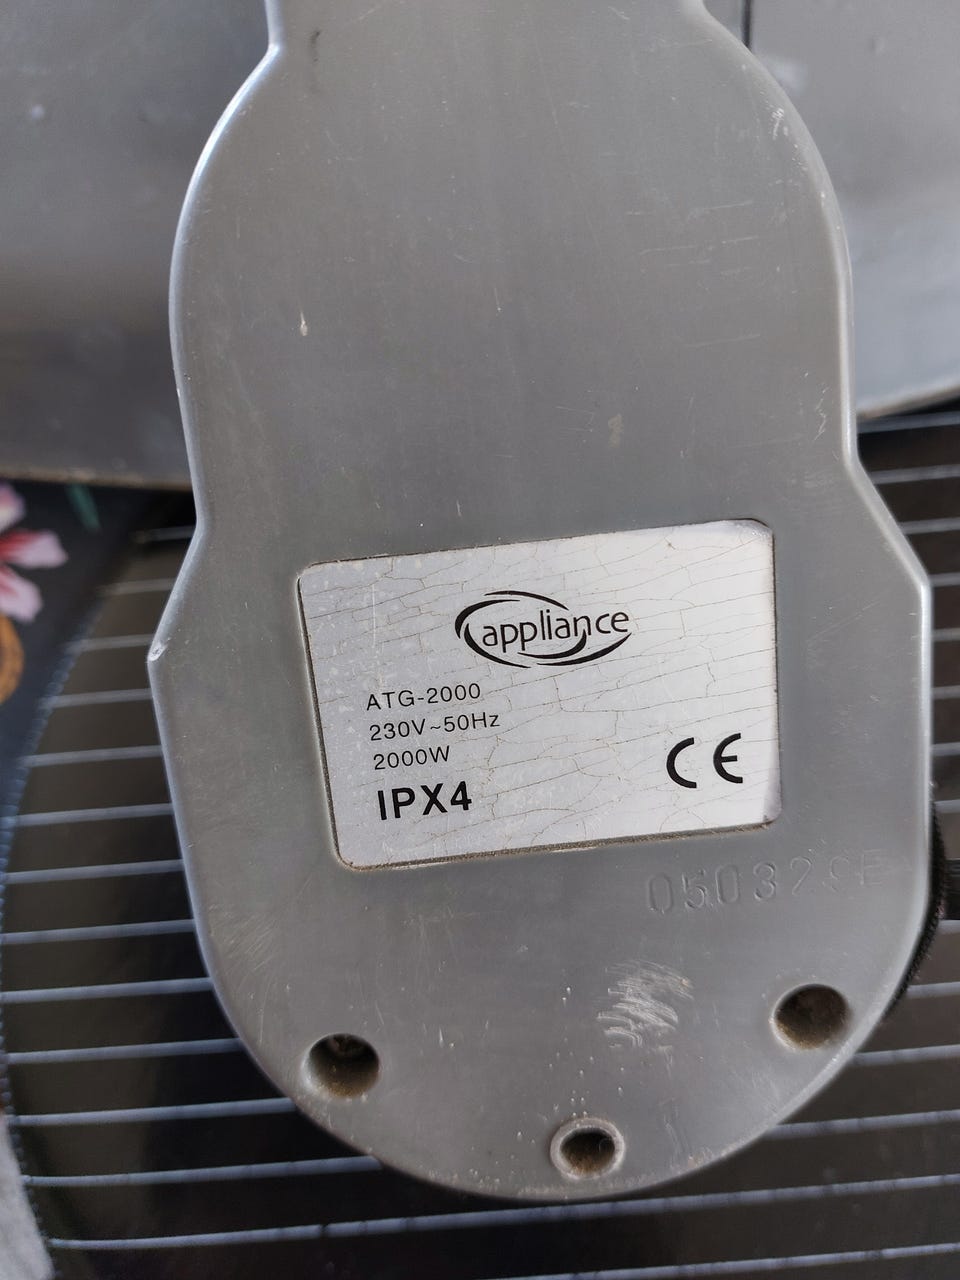 appliance
ATG-2000
230V~50Hz
2000W
IPX4
CE